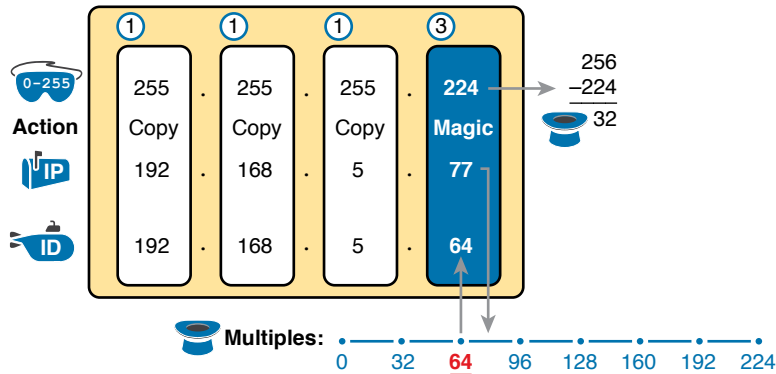 1 1 1 3
0–255 255 . 255 . 255 . 224 256
–224
32
Action Copy Copy Copy Magic
IP 192 . 168 . 5 . 77
ID 192 . 168 . 5 . 64
Multiples:
0 32 64 96 128 160 192 224